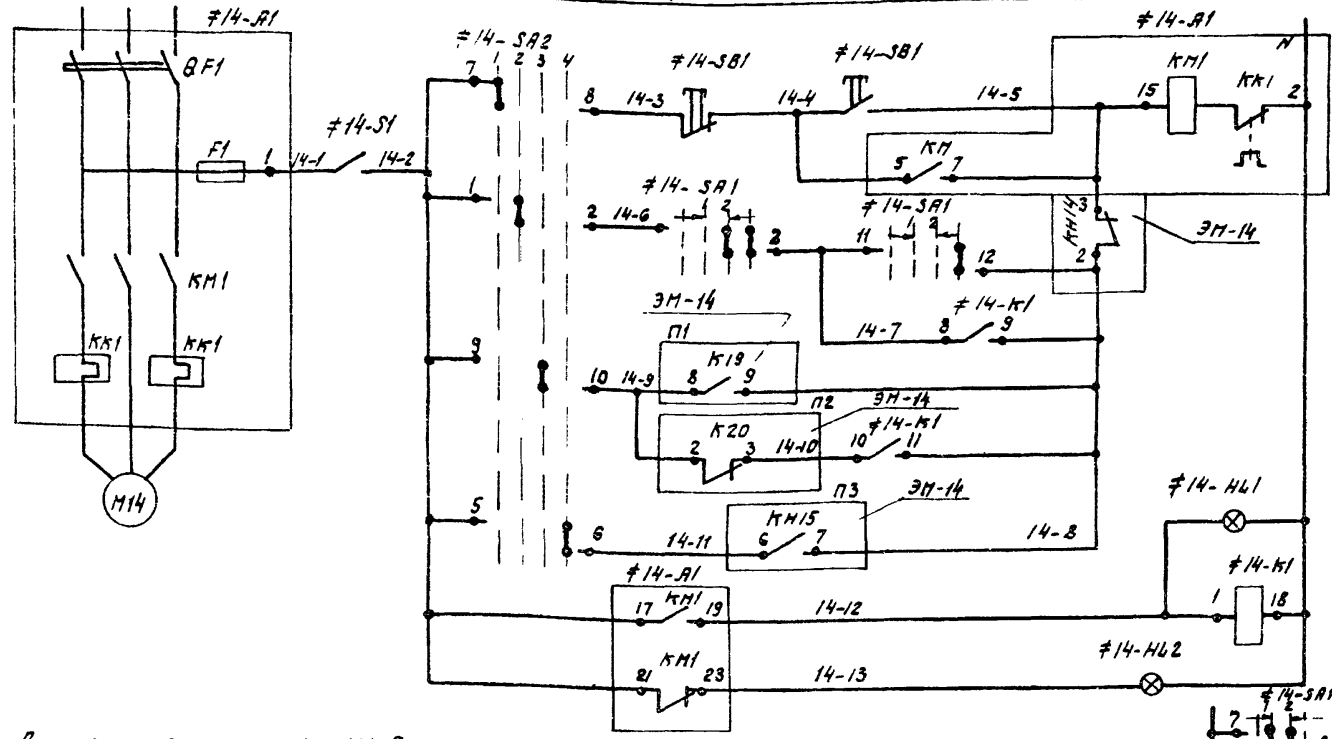 ≠14-A1
QF1
F1
1
14-1
≠14-S1
14-2
KM1
KK1
KK1
M14
≠14-SA2
1 2 3 4
7
8
14-3
≠14-SB1
14-4
≠14-SB1
14-5
≠14-A1
N
15
KM1
KK1
2
KM
5 7
1
2
14-6
≠14-SA1
1 2
2
11
≠14-SA1
1 2
12
3
KH14
2
ЭМ-14
ЭМ-14
14-7
8
≠14-K1
9
9
10
14-9
П1
K19
8 9
П2
ЭМ-14
K20
2 3
14-10
≠14-K1
10 11
5
6
14-11
П3
ЭМ-14
KH15
6 7
14-8
≠14-HL1
≠14-A1
17 KM1 19
14-12
1
≠14-K1
18
KM1
21 23
14-13
≠14-HL2
≠14-SA1
7 1 2